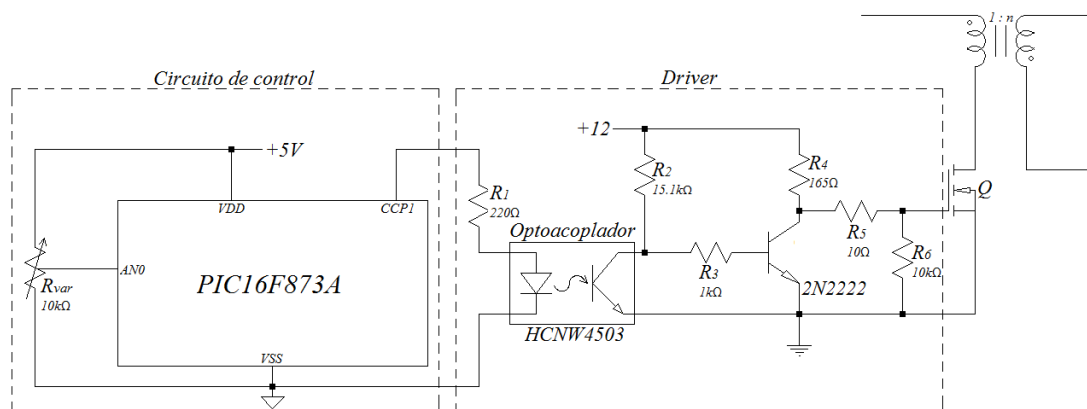 1 : n
Circuito de control
Driver
+5V
+12
VDD
CCP1
R1
220Ω
R2
15.1kΩ
R4
165Ω
Q
Optoacoplador
AN0
Rvar
10kΩ
PIC16F873A
R3
1kΩ
R5
10Ω
R6
10kΩ
2N2222
HCNW4503
VSS